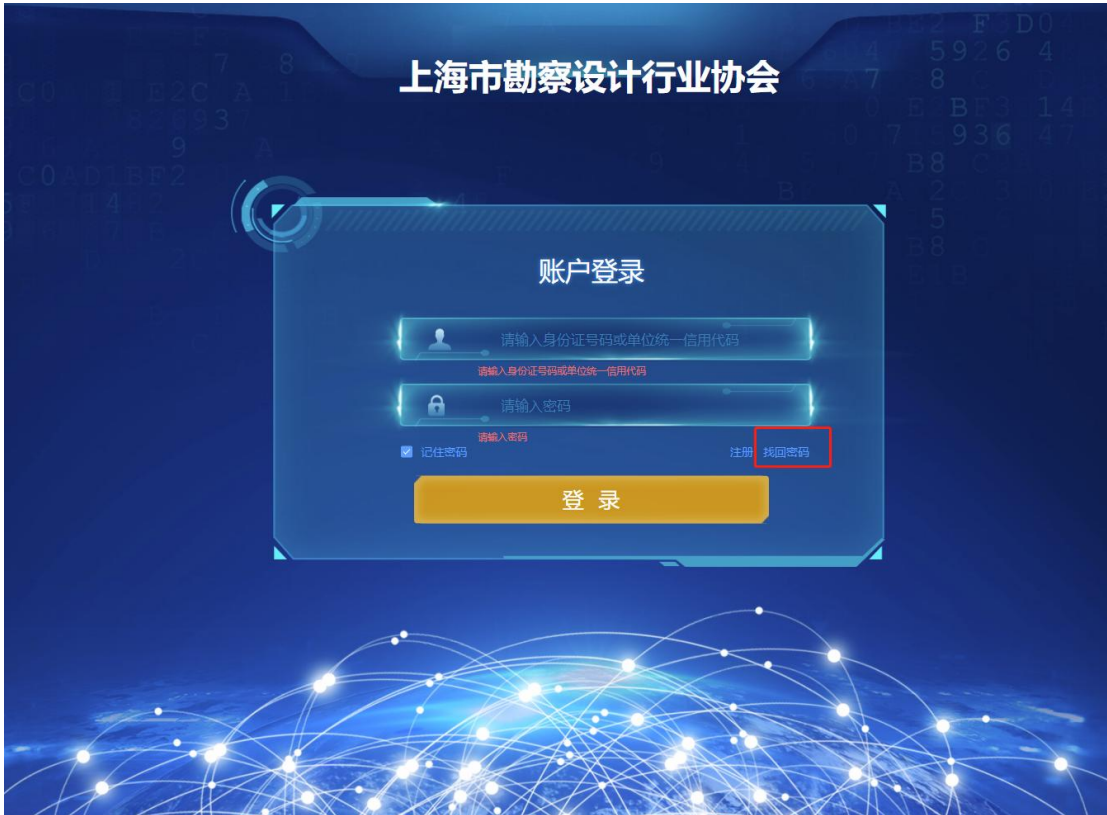 上海市勘察设计行业协会
账户登录
请输入身份证号码或单位统一信用代码
请输入身份证号码或单位统一信用代码
请输入密码
请输入密码
记住密码 注册 找回密码
登 录